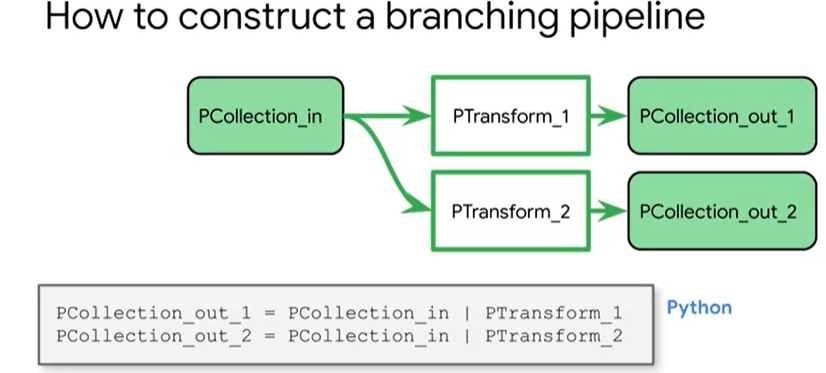 How to construct a branching pipeline
PCollection_in
PTransform_1
PCollection_out_1
PTransform_2
PCollection_out_2
PCollection_out_1 = PCollection_in | PTransform_1
PCollection_out_2 = PCollection_in | PTransform_2
Python